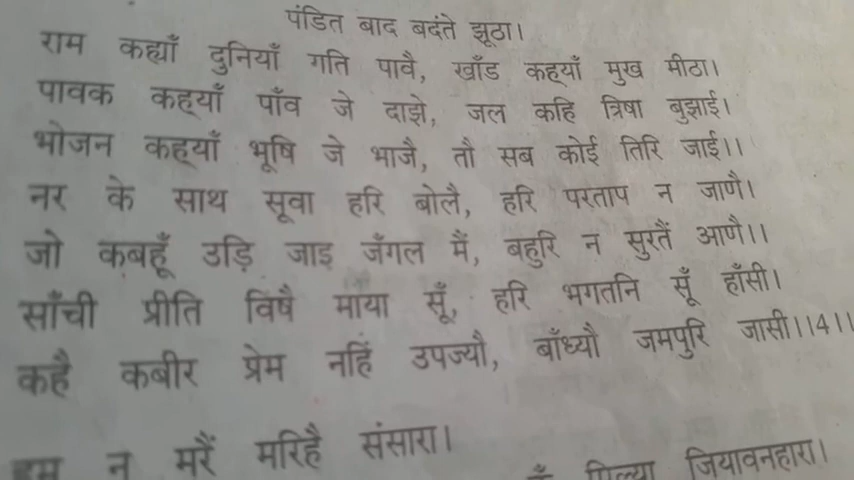 पंडित बाद बदंते झूठा।
राम कह्याँ दुनियाँ गति पावै, खाँड कह्याँ मुख मीठा।
पावक कह्याँ पाँव जे दाझे, जल कहि त्रिषा बुझाई।
भोजन कह्याँ भूषि जे भाजै, तौ सब कोई तिरि जाई।।
नर के साथ सूवा हरि बोलै, हरि परताप न जाणै।
जो कबहूँ उड़ि जाइ जँगल मैं, बहुरि न सुरतैं आणै।।
साँची प्रीति विषै माया सूँ, हरि भगतनि सूँ हाँसी।
कहै कबीर प्रेम नहिं उपज्यौ, बाँध्यौ जमपुरि जासी।।4।।
न मरैं मरिहै संसारा।
मिल्या जियावनहारा।